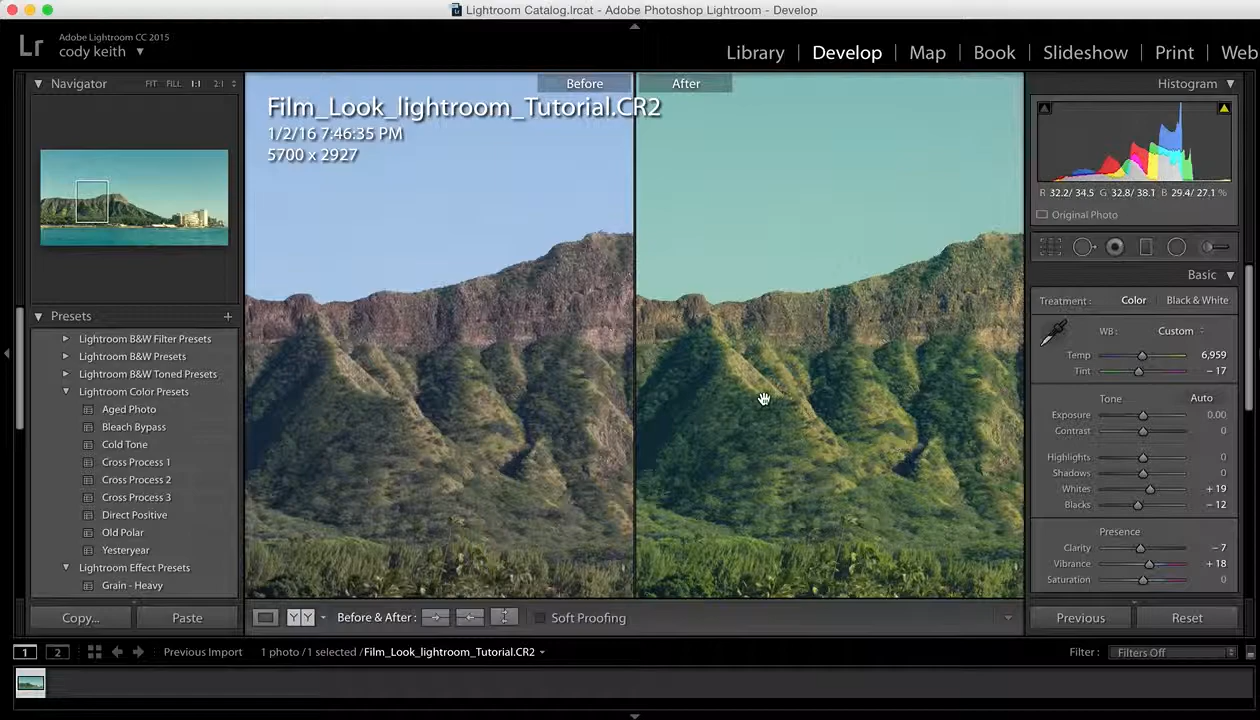 Lightroom Catalog.lrcat - Adobe Photoshop Lightroom - Develop
Lr
Adobe Lightroom CC 2015
cody keith
Library | Develop | Map | Book | Slideshow | Print | Web
Navigator FIT FILL 1:1 2:1
Before
After
Film_Look_lightroom_Tutorial.CR2
1/2/16 7:46:35 PM
5700 x 2927
Presets +
Lightroom B&W Filter Presets
Lightroom B&W Presets
Lightroom B&W Toned Presets
Lightroom Color Presets
Aged Photo
Bleach Bypass
Cold Tone
Cross Process 1
Cross Process 2
Cross Process 3
Direct Positive
Old Polar
Yesteryear
Lightroom Effect Presets
Grain - Heavy
Copy...
Paste
Histogram
R 32.2/ 34.5 G 32.8/ 38.1 B 29.4/ 27.1 %
Original Photo
Basic
Treatment : Color Black & White
WB : Custom
Temp 6,959
Tint – 17
Tone Auto
Exposure 0.00
Contrast 0
Highlights 0
Shadows 0
Whites + 19
Blacks – 12
Presence
Clarity – 7
Vibrance + 18
Saturation 0
Previous
Reset
Y Y Before & After : Soft Proofing
1 2 Previous Import 1 photo / 1 selected / Film_Look_lightroom_Tutorial.CR2
Filter : Filters Off